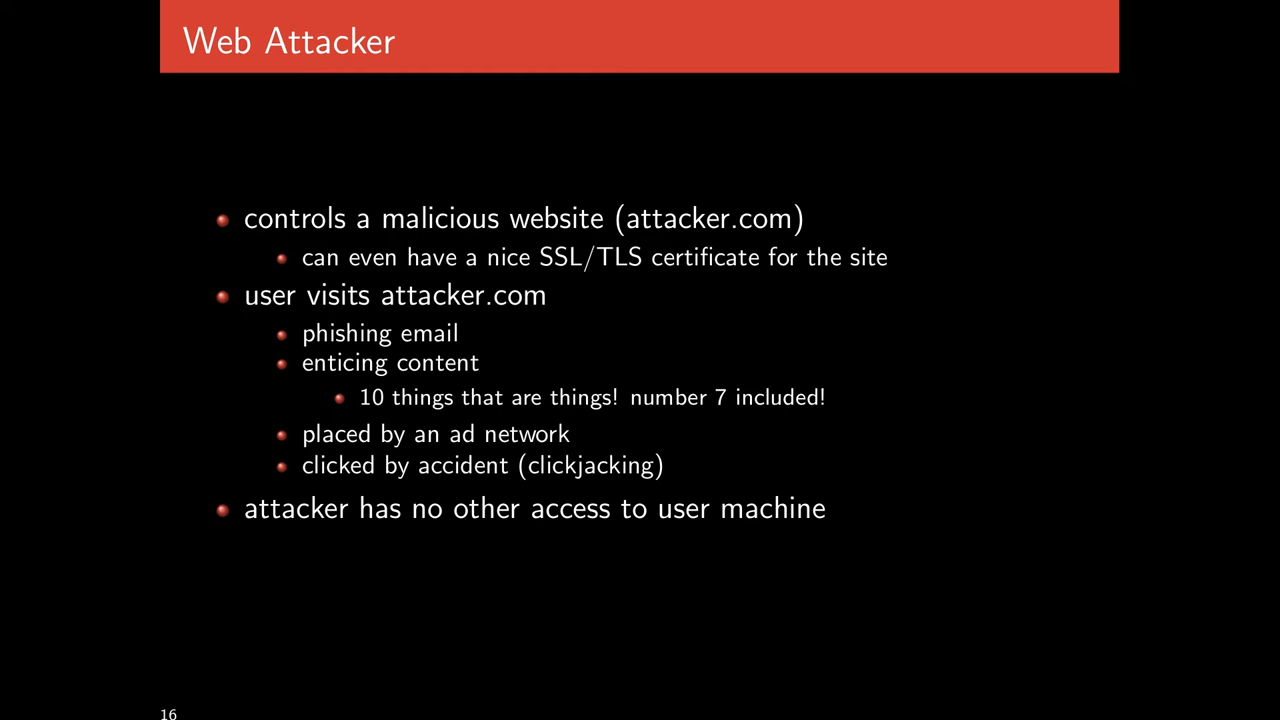 Web Attacker
controls a malicious website (attacker.com)
can even have a nice SSL/TLS certificate for the site
user visits attacker.com
phishing email
enticing content
10 things that are things! number 7 included!
placed by an ad network
clicked by accident (clickjacking)
attacker has no other access to user machine
16